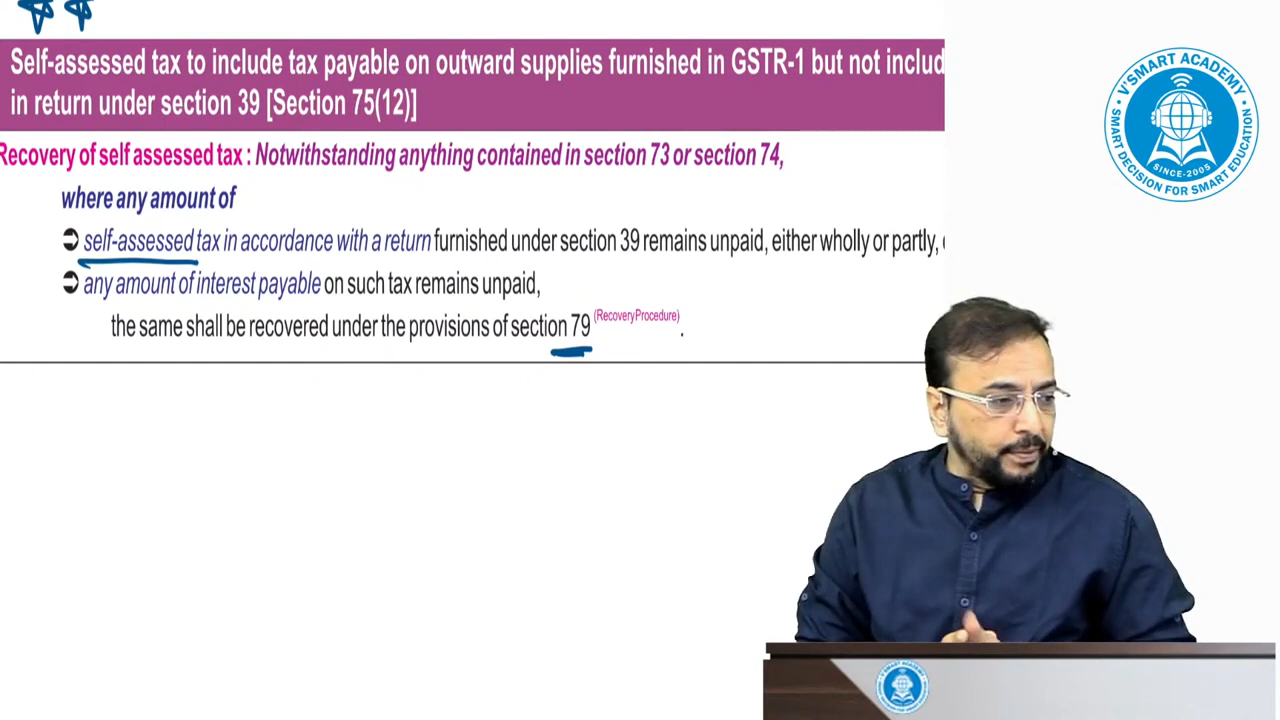 Self-assessed tax to include tax payable on outward supplies furnished in GSTR-1 but not includ
in return under section 39 [Section 75(12)]
Recovery of self assessed tax : Notwithstanding anything contained in section 73 or section 74,
where any amount of
self-assessed tax in accordance with a return furnished under section 39 remains unpaid, either wholly or partly,
any amount of interest payable on such tax remains unpaid,
the same shall be recovered under the provisions of section 79 (Recovery Procedure).
V'SMART ACADEMY
SINCE-2005
SMART DECISION FOR SMART EDUCATION